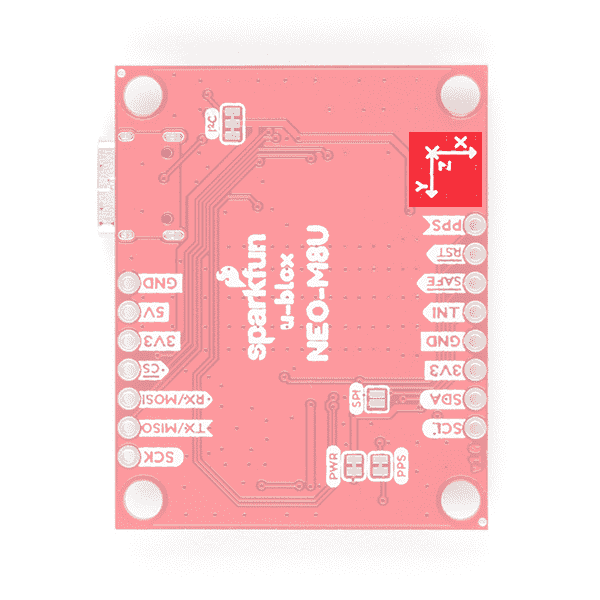 I²C
X
Z
Y
PPS
RST
SAFE
INT
GND
3V3
SDA
SCL
GND
5V
3V3
CS
RX/MOSI
TX/MISO
SCK
sparkfun
u-blox
NEO-M8U
SPI
PWR
PPS